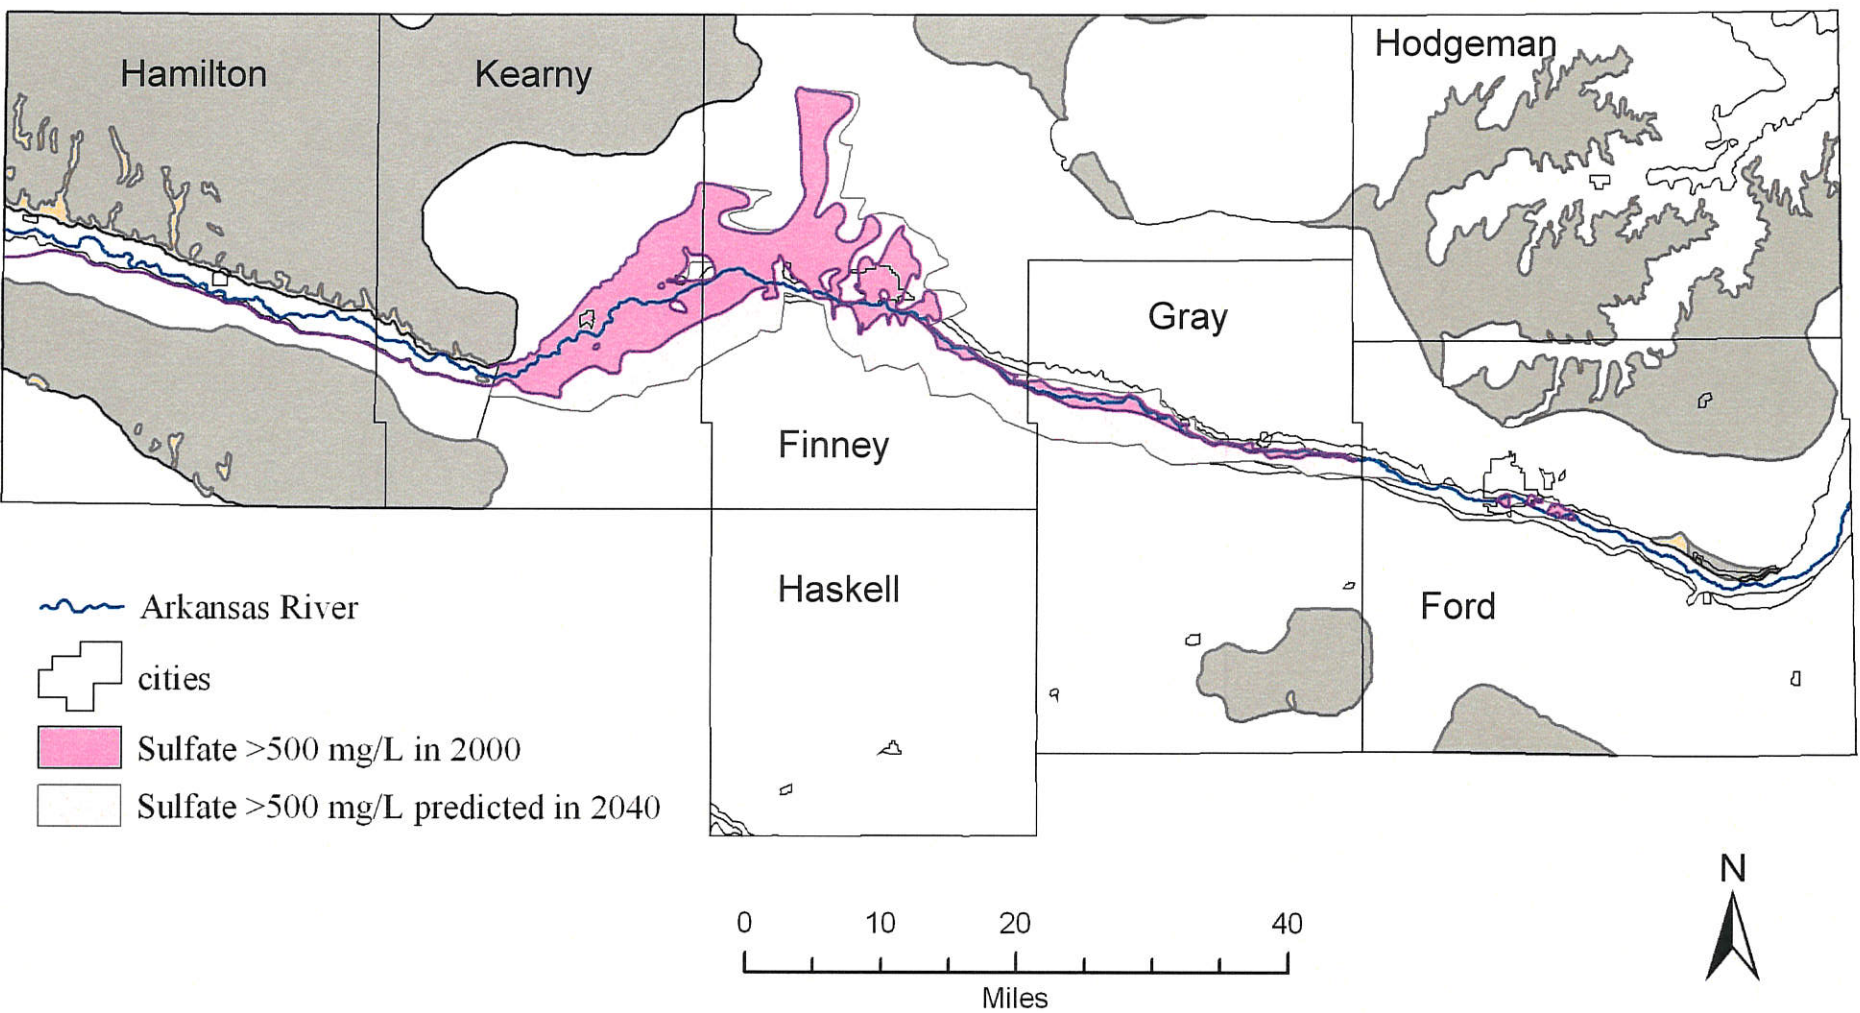 Hamilton
Kearny
Hodgeman
Gray
Finney
Haskell
Ford
Arkansas River
cities
Sulfate >500 mg/L in 2000
Sulfate >500 mg/L predicted in 2040
N
0 10 20 40
Miles